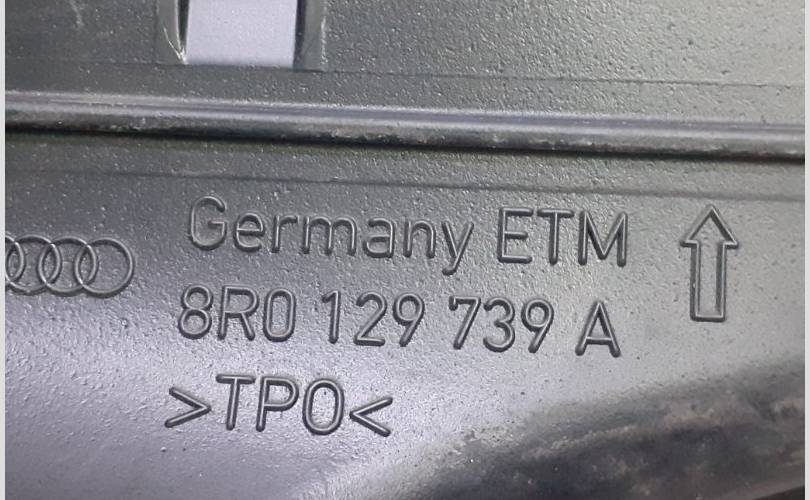 Germany ETM
8R0 129 739 A
>TPO<